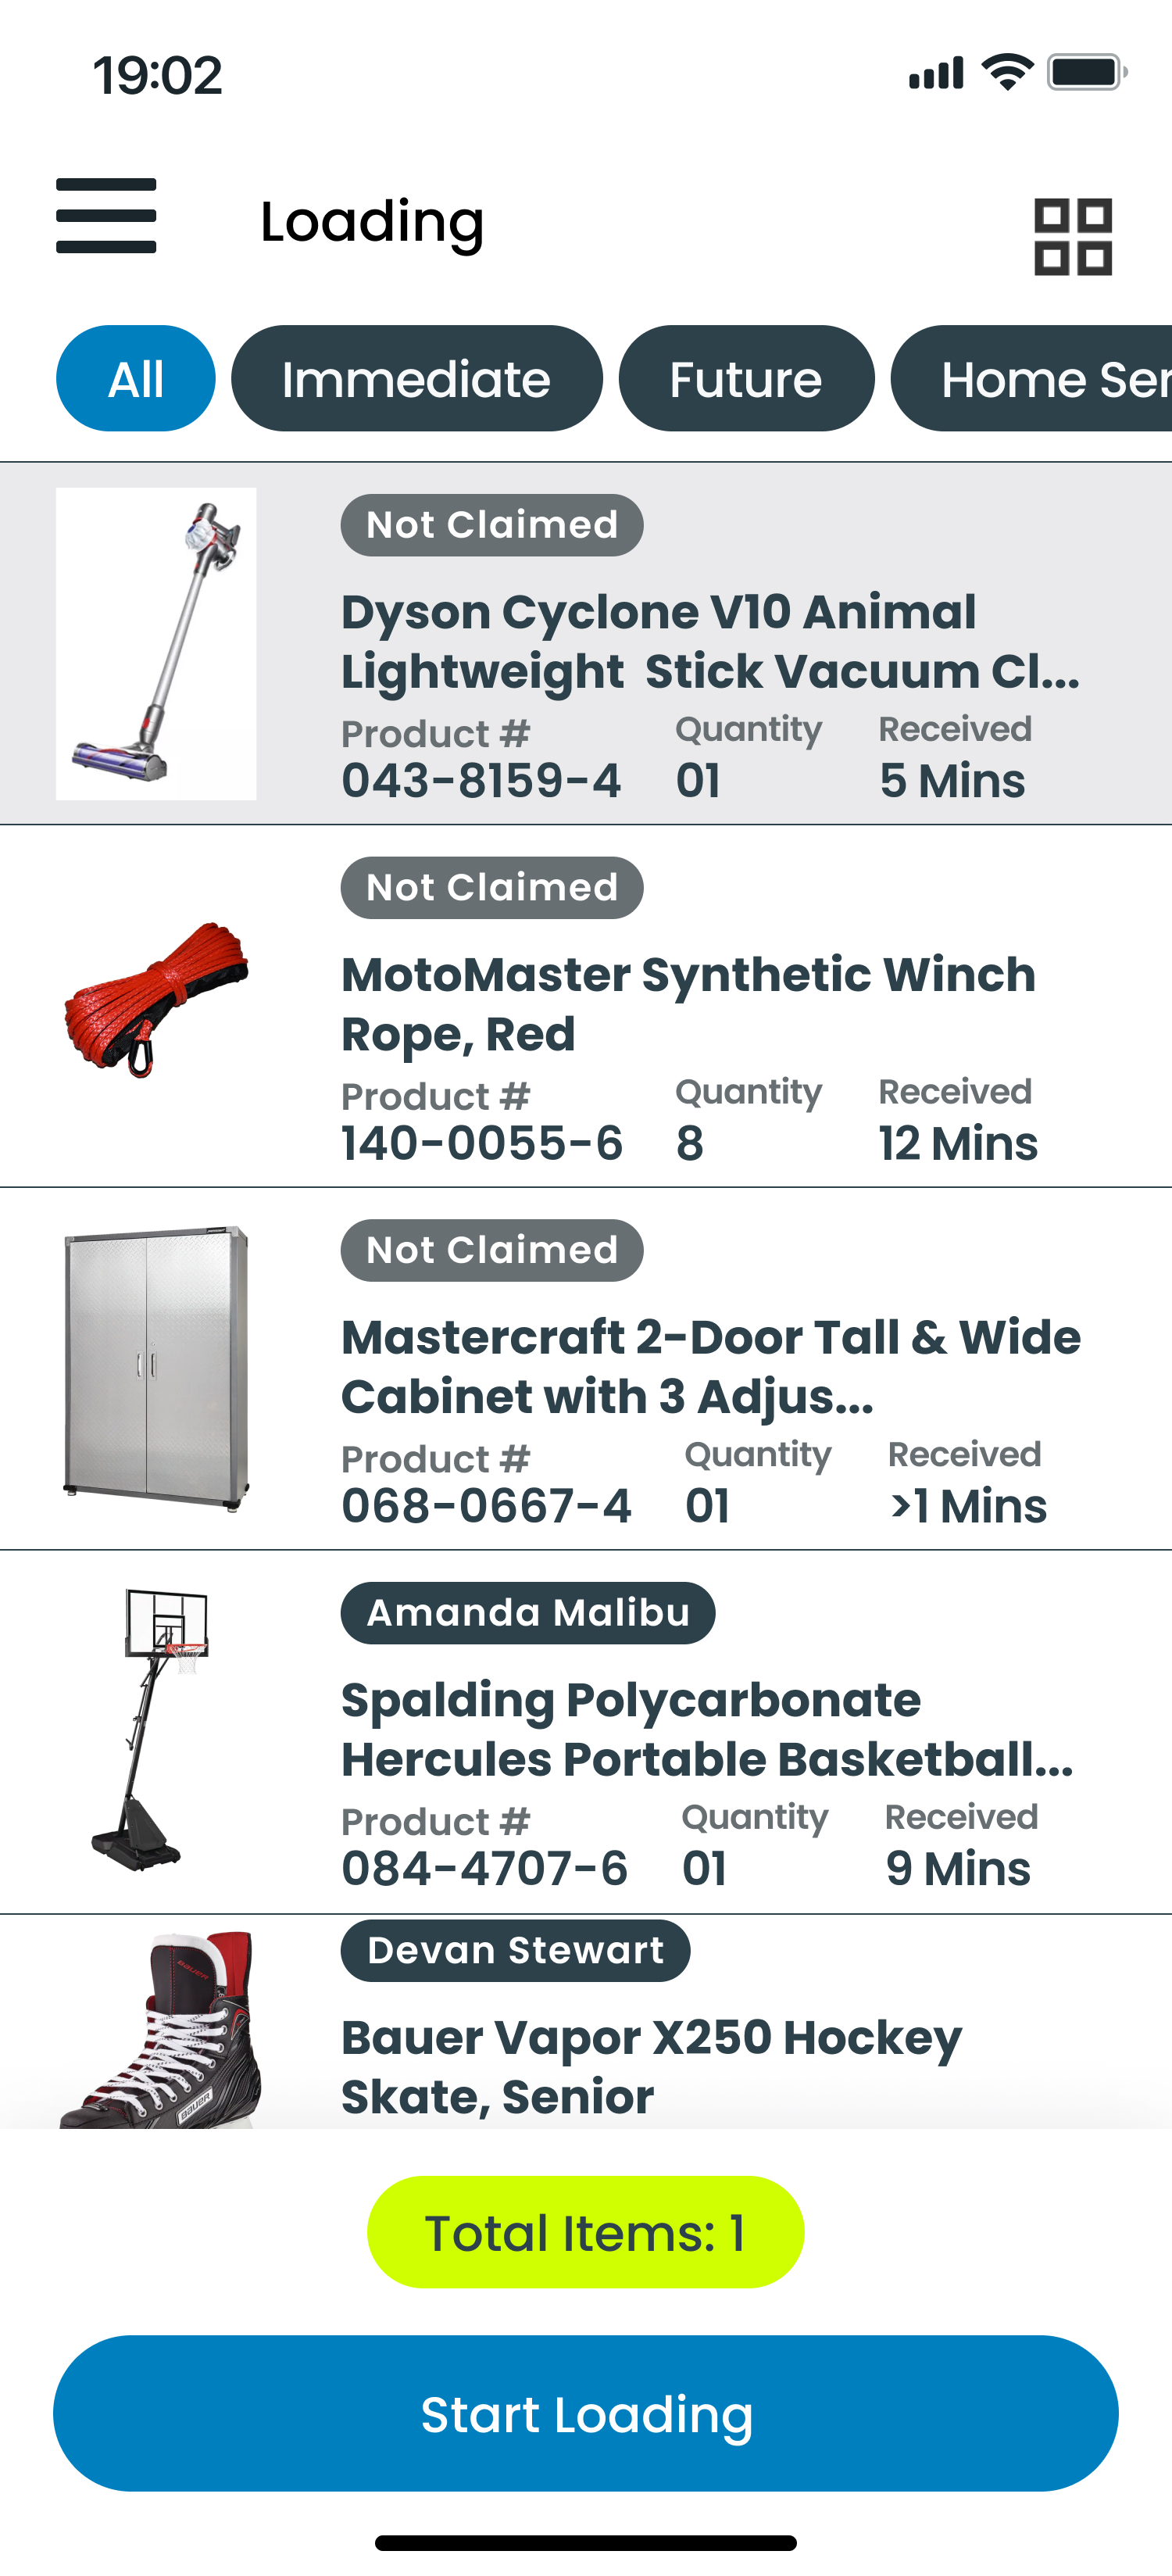 19:02
Loading
All Immediate Future Home Ser
Not Claimed
Dyson Cyclone V10 Animal
Lightweight Stick Vacuum Cl...
Product # Quantity Received
043-8159-4 01 5 Mins
Not Claimed
MotoMaster Synthetic Winch
Rope, Red
Product # Quantity Received
140-0055-6 8 12 Mins
Not Claimed
Mastercraft 2-Door Tall & Wide
Cabinet with 3 Adjus...
Product # Quantity Received
068-0667-4 01 >1 Mins
Amanda Malibu
Spalding Polycarbonate
Hercules Portable Basketball...
Product # Quantity Received
084-4707-6 01 9 Mins
Devan Stewart
BAUER
Bauer Vapor X250 Hockey
Skate, Senior
BAUER
Total Items: 1
Start Loading